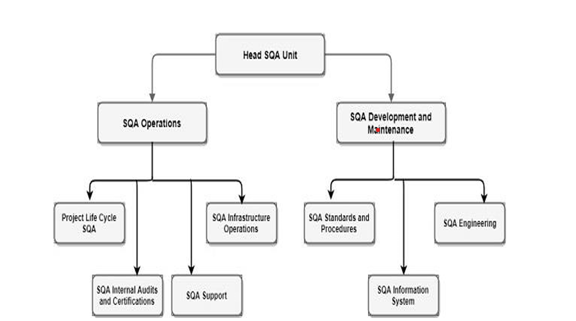 Head SQA Unit
SQA Operations
SQA Development and
Maintenance
Project Life Cycle
SQA
SQA Infrastructure
Operations
SQA Standards and
Procedures
SQA Engineering
SQA Internal Audits
and Certifications
SQA Support
SQA Information
System